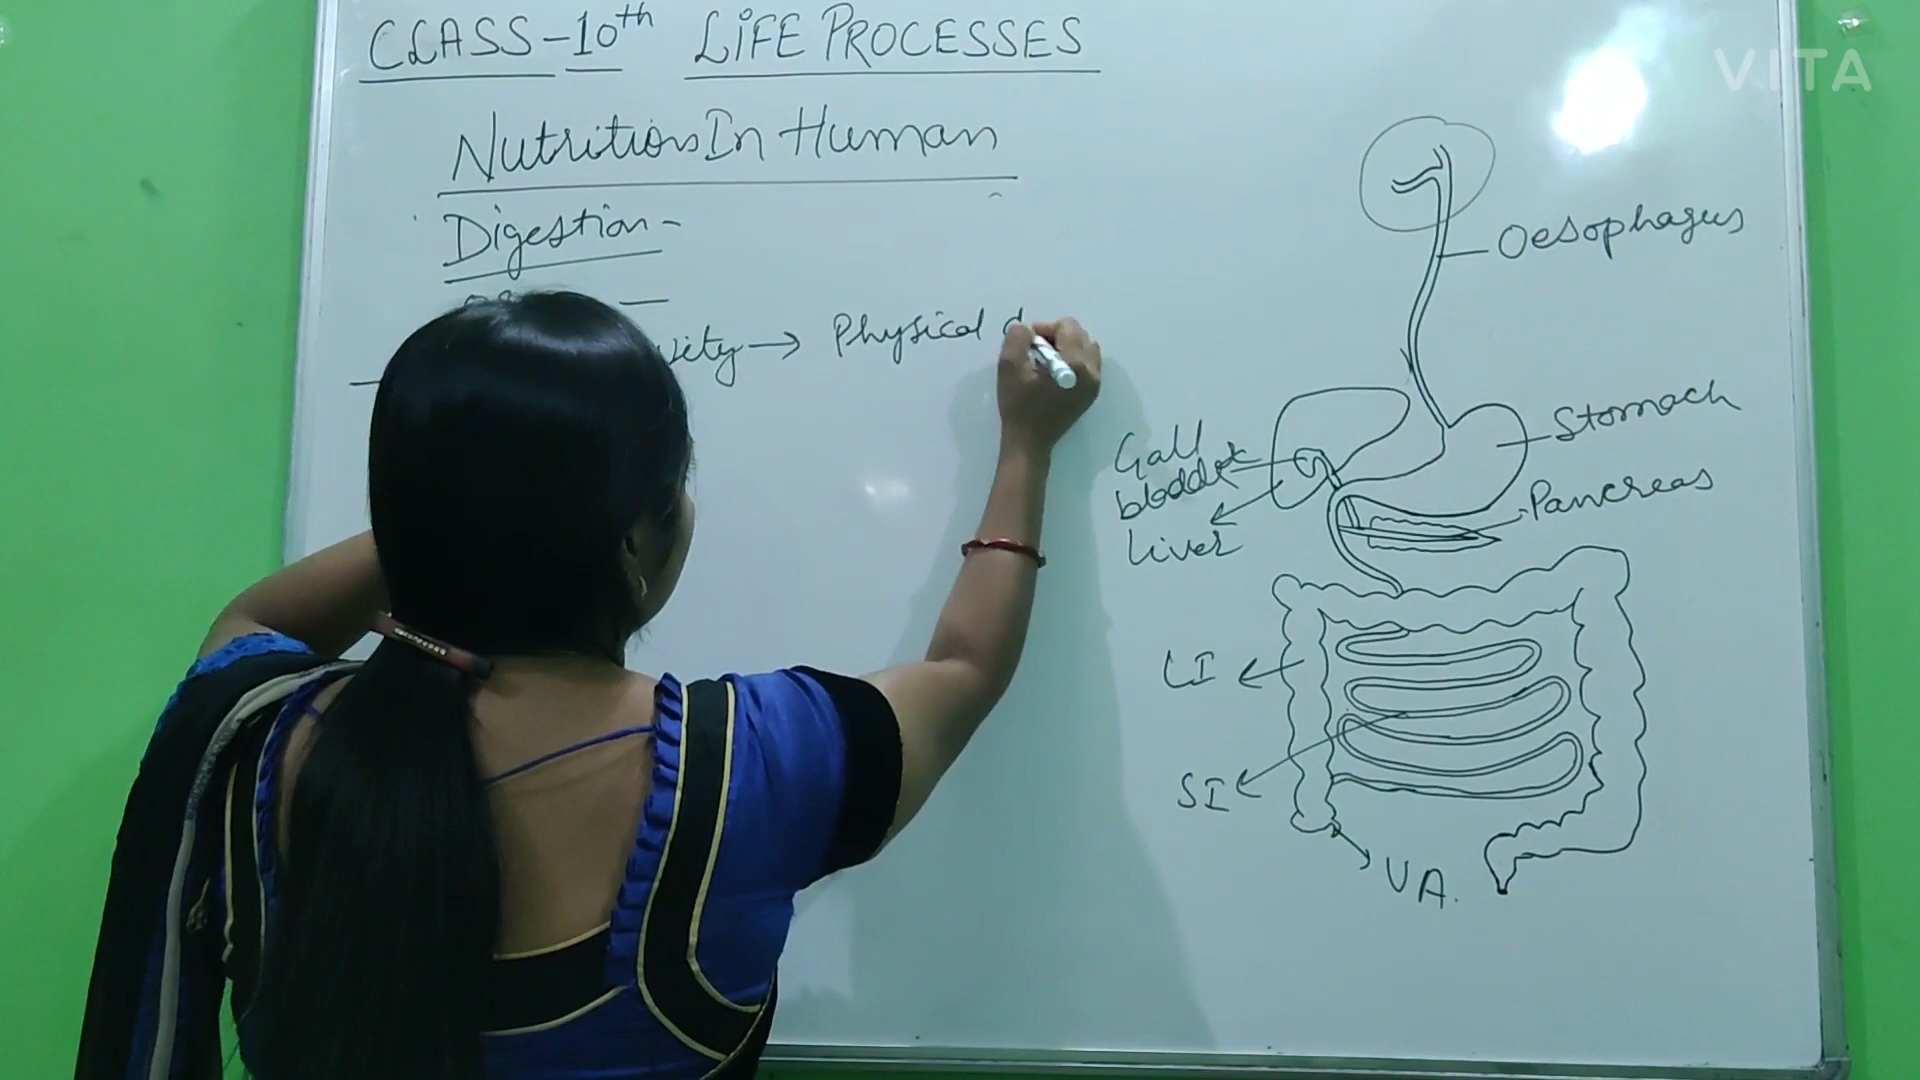 CLASS-10th LIFE PROCESSES
Nutrition In Human
Digestion-
→ Physical
Oesophagus
Stomach
Gall
bladder
Pancreas
Liver
LI
SI
VA.
VITA